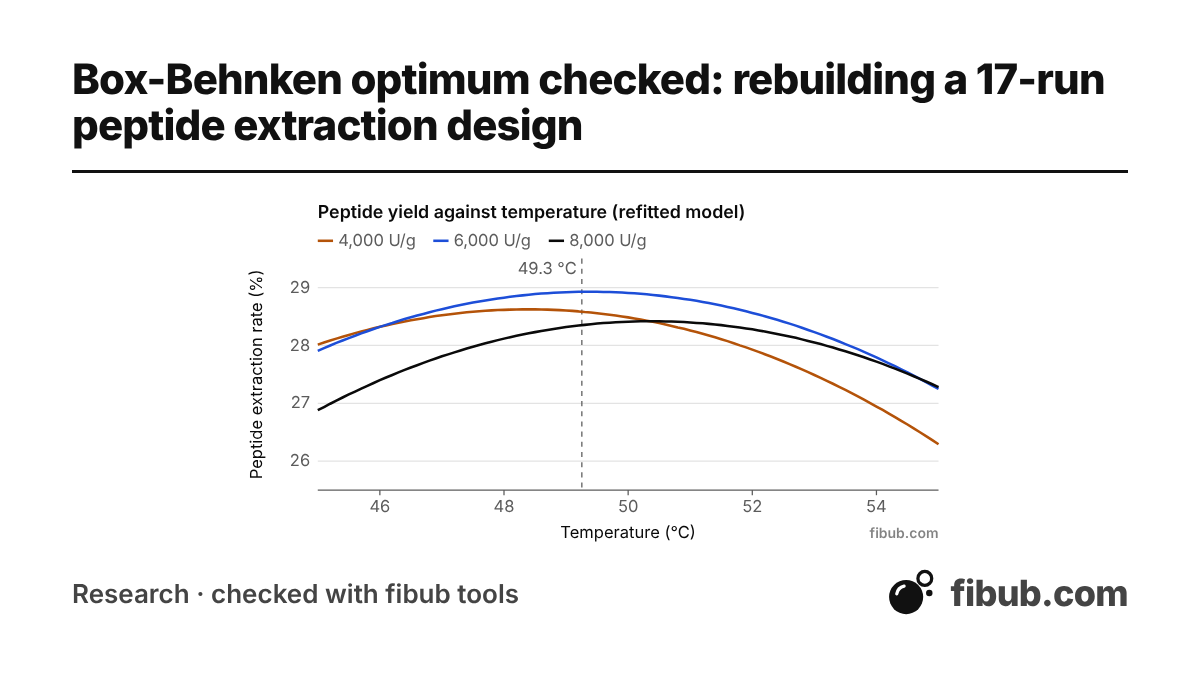 Box-Behnken optimum checked: rebuilding a 17-run
peptide extraction design
Peptide yield against temperature (refitted model)
4,000 U/g 6,000 U/g 8,000 U/g
49.3 °C
Peptide extraction rate (%)
29
28
27
26
46 48 50 52 54
Temperature (°C)
fibub.com
Research · checked with fibub tools
fibub.com